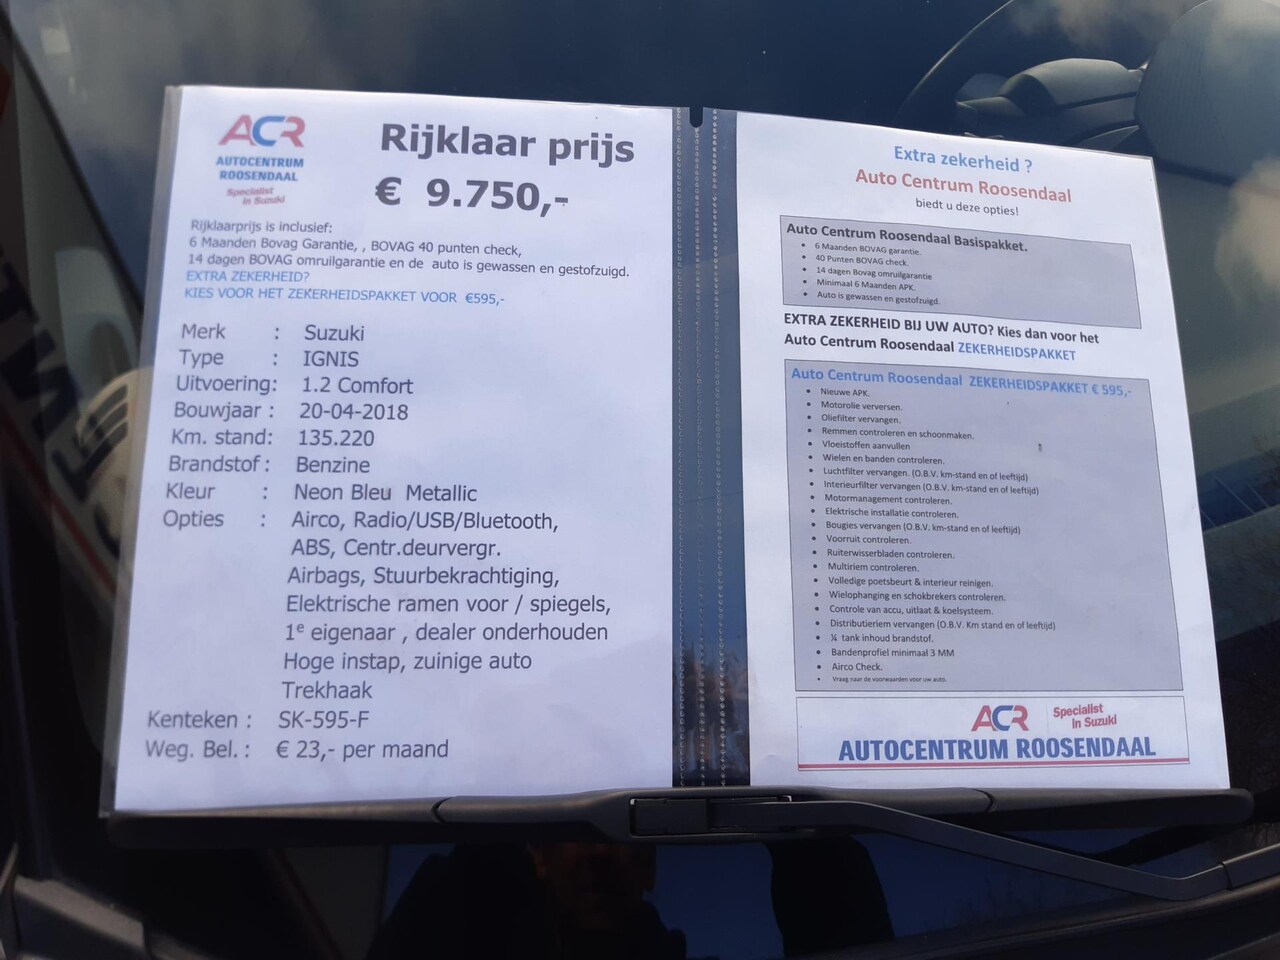 ACR
AUTOCENTRUM
ROOSENDAAL
Specialist
in Suzuki
Rijklaar prijs
€ 9.750,-
Rijklaarprijs is inclusief:
6 Maanden Bovag Garantie, , BOVAG 40 punten check,
14 dagen BOVAG omruilgarantie en de auto is gewassen en gestofzuigd.
EXTRA ZEKERHEID?
KIES VOOR HET ZEKERHEIDSPAKKET VOOR €595,-
Merk : Suzuki
Type : IGNIS
Uitvoering: 1.2 Comfort
Bouwjaar : 20-04-2018
Km. stand: 135.220
Brandstof : Benzine
Kleur : Neon Bleu Metallic
Opties : Airco, Radio/USB/Bluetooth,
ABS, Centr.deurvergr.
Airbags, Stuurbekrachtiging,
Elektrische ramen voor / spiegels,
1e eigenaar , dealer onderhouden
Hoge instap, zuinige auto
Trekhaak
Kenteken : SK-595-F
Weg. Bel. : € 23,- per maand
Extra zekerheid ?
Auto Centrum Roosendaal
biedt u deze opties!
Auto Centrum Roosendaal Basispakket.
• 6 Maanden BOVAG garantie.
• 40 Punten BOVAG check.
• 14 dagen Bovag omruilgarantie
• Minimaal 6 Maanden APK.
• Auto is gewassen en gestofzuigd.
EXTRA ZEKERHEID BIJ UW AUTO? Kies dan voor het
Auto Centrum Roosendaal ZEKERHEIDSPAKKET
Auto Centrum Roosendaal ZEKERHEIDSPAKKET € 595,-
• Nieuwe APK.
• Motorolie verversen.
• Oliefilter vervangen.
• Remmen controleren en schoonmaken.
• Vloeistoffen aanvullen
• Wielen en banden controleren.
• Luchtfilter vervangen. (O.B.V. km-stand en of leeftijd)
• Interieurfilter vervangen (O.B.V. km-stand en of leeftijd)
• Motormanagement controleren.
• Elektrische installatie controleren.
• Bougies vervangen (O.B.V. km-stand en of leeftijd)
• Voorruit controleren.
• Ruiterwisserbladen controleren.
• Multiriem controleren.
• Volledige poetsbeurt & interieur reinigen.
• Wielophanging en schokbrekers controleren.
• Controle van accu, uitlaat & koelsysteem.
• Distributieriem vervangen (O.B.V. Km stand en of leeftijd)
• ¼ tank inhoud brandstof.
• Bandenprofiel minimaal 3 MM
• Airco Check.
• Vraag naar de voorwaarden voor uw auto.
ACR
Specialist
in Suzuki
AUTOCENTRUM ROOSENDAAL